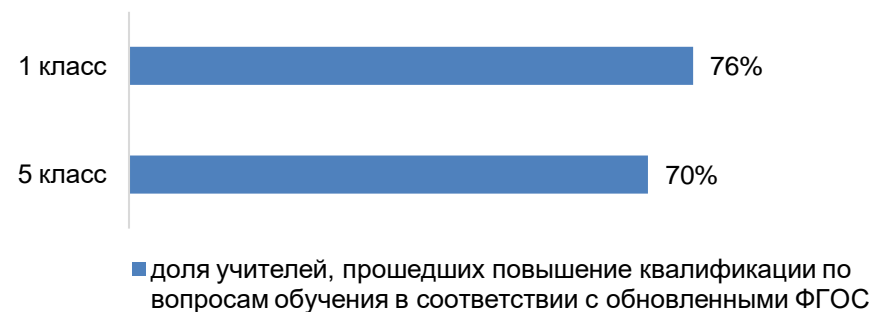 1 класс
76%
5 класс
70%
доля учителей, прошедших повышение квалификации по
вопросам обучения в соответствии с обновленными ФГОС